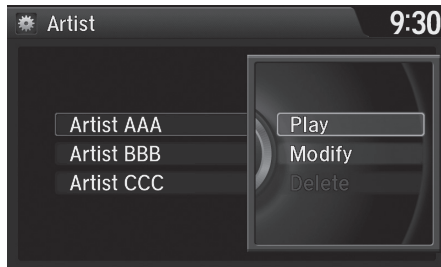 Artist 9:30
Artist AAA
Artist BBB
Artist CCC
Play
Modify
Delete